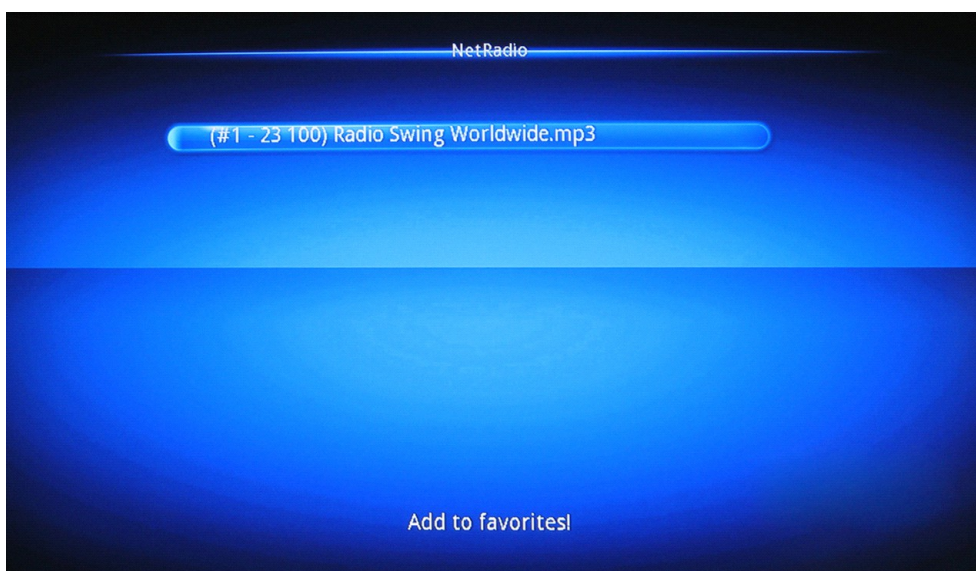 NetRadio
(#1 - 23 100) Radio Swing Worldwide.mp3
Add to favorites!